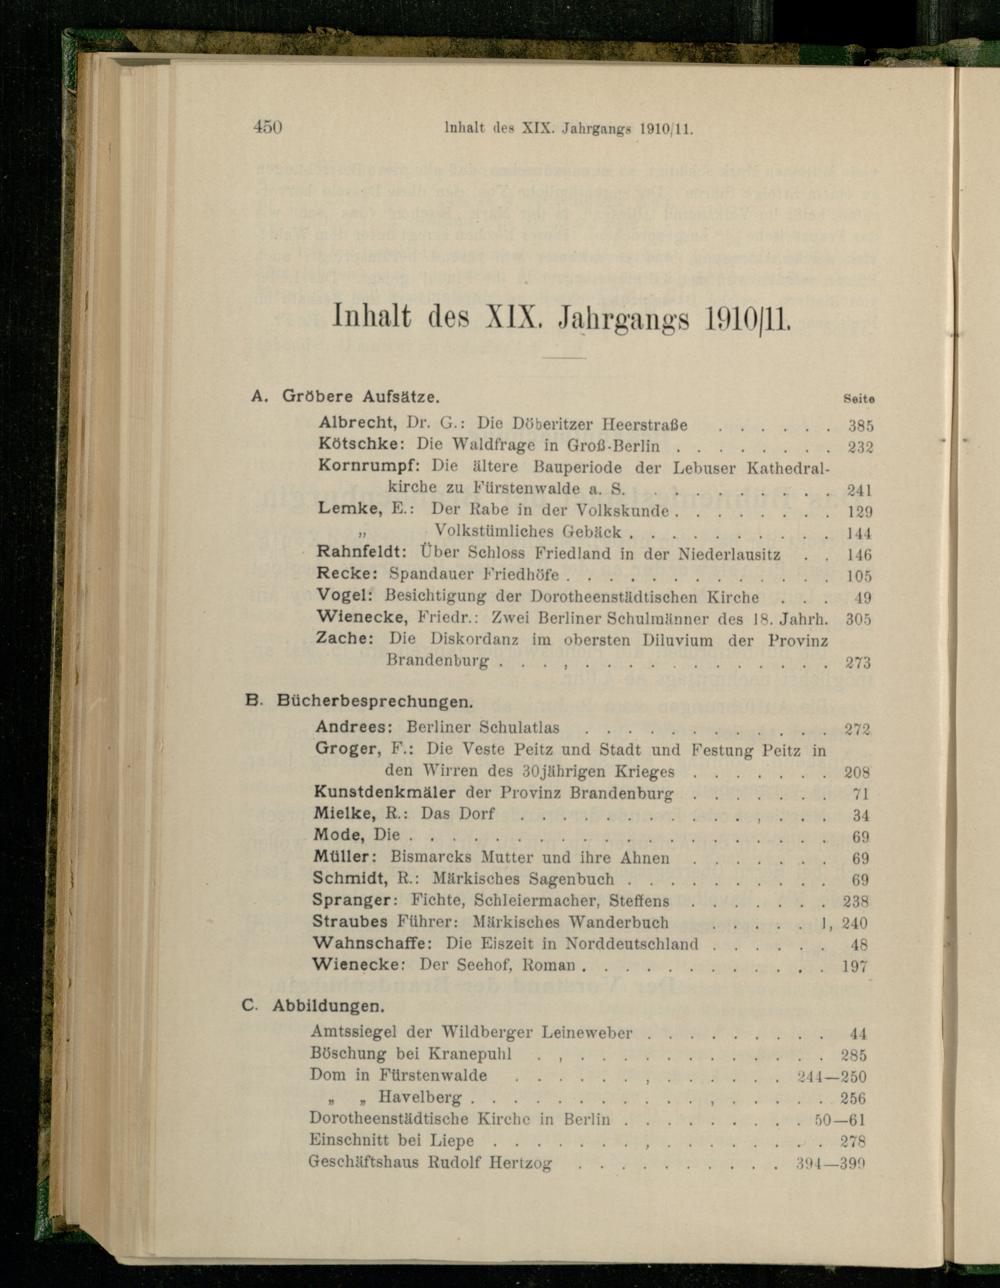 450 Inhalt des XIX. Jahrgangs 1910/11.
Inhalt des XIX. Jahrgangs 1910/11.
A. Gröbere Aufsätze. Seite
Albrecht, Dr. G.: Die Döberitzer Heerstraße . . . . . . 385
Kötschke: Die Waldfrage in Groß-Berlin . . . . . . . . 232
Kornrumpf: Die ältere Bauperiode der Lebuser Kathedral-
kirche zu Fürstenwalde a. S. . . . . . . . . . 241
Lemke, E.: Der Rabe in der Volkskunde . . . . . . . . 129
„ Volkstümliches Gebäck . . . . . . . . . . 144
Rahnfeldt: Über Schloss Friedland in der Niederlausitz . . 146
Recke: Spandauer Friedhöfe . . . . . . . . . . . . . 105
Vogel: Besichtigung der Dorotheenstädtischen Kirche . . . 49
Wienecke, Friedr.: Zwei Berliner Schulmänner des 18. Jahrh. 305
Zache: Die Diskordanz im obersten Diluvium der Provinz
Brandenburg . . . , . . . . . . . . . . . . . 273
B. Bücherbesprechungen.
Andrees: Berliner Schulatlas . . . . . . . . . . . . 272
Groger, F.: Die Veste Peitz und Stadt und Festung Peitz in
den Wirren des 30jährigen Krieges . . . . . . . 208
Kunstdenkmäler der Provinz Brandenburg . . . . . . . 71
Mielke, R.: Das Dorf . . . . . . . . . . . , . . . 34
Mode, Die . . . . . . . . . . . . . . . . . . . . . 69
Müller: Bismarcks Mutter und ihre Ahnen . . . . . . . 69
Schmidt, R.: Märkisches Sagenbuch . . . . . . . . . . 69
Spranger: Fichte, Schleiermacher, Steffens . . . . . . . 238
Straubes Führer: Märkisches Wanderbuch . . . . . 1, 240
Wahnschaffe: Die Eiszeit in Norddeutschland . . . . . . 48
Wienecke: Der Seehof, Roman . . . . . . . . . . . . 197
C. Abbildungen.
Amtssiegel der Wildberger Leineweber . . . . . . . . . 44
Böschung bei Kranepuhl . , . . . . . . . . . . . . . 285
Dom in Fürstenwalde . . . . . . , . . . . . . 244—250
„ „ Havelberg . . . . . . . . . . . . , . . . . . 256
Dorotheenstädtische Kirche in Berlin . . . . . . . . . 50—61
Einschnitt bei Liepe . . . . . . . , . . . . . . . . 278
Geschäftshaus Rudolf Hertzog . . . . . . . . . . 394—399